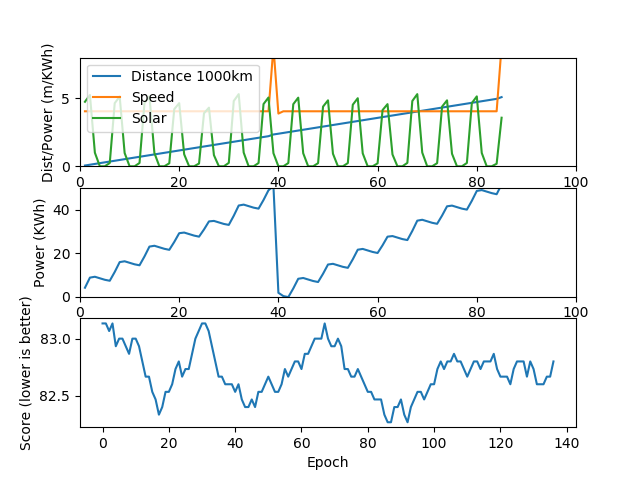 Dist/Power (m/KWh)
5
0
Distance 1000km
Speed
Solar
0 20 40 60 80 100
Power (KWh)
40
20
0
0 20 40 60 80 100
Score (lower is better)
83.0
82.5
0 20 40 60 80 100 120 140
Epoch